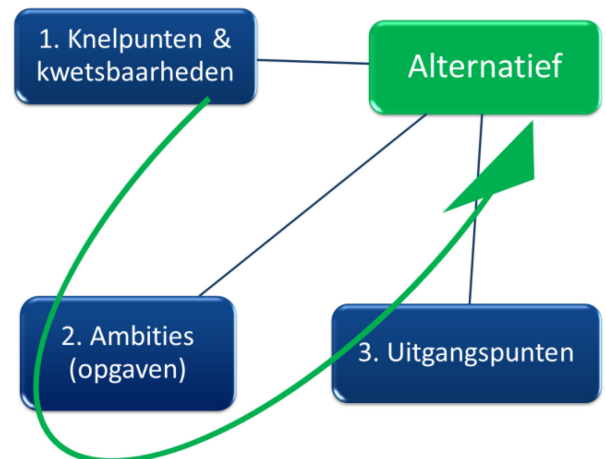 1. Knelpunten &
kwetsbaarheden
Alternatief
2. Ambities
(opgaven)
3. Uitgangspunten